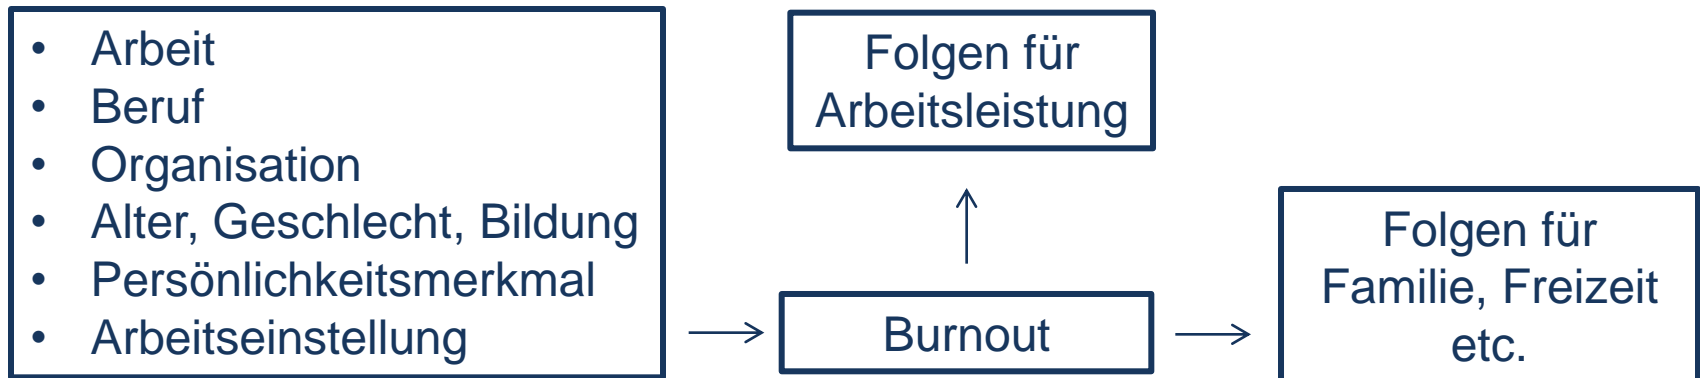 • Arbeit
• Beruf
• Organisation
• Alter, Geschlecht, Bildung
• Persönlichkeitsmerkmal
• Arbeitseinstellung
Folgen für
Arbeitsleistung
Burnout
Folgen für
Familie, Freizeit
etc.